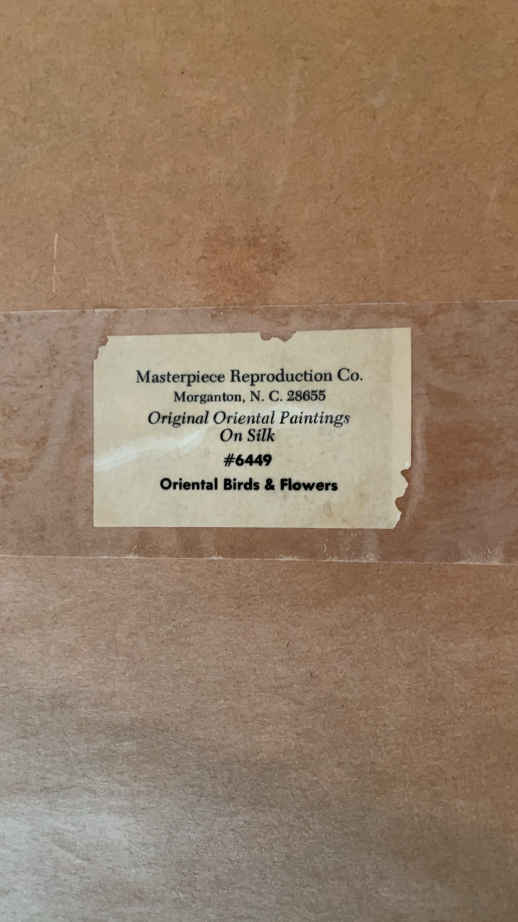 Masterpiece Reproduction Co.
Morganton, N. C. 28655
Original Oriental Paintings
On Silk
#6449
Oriental Birds & Flowers